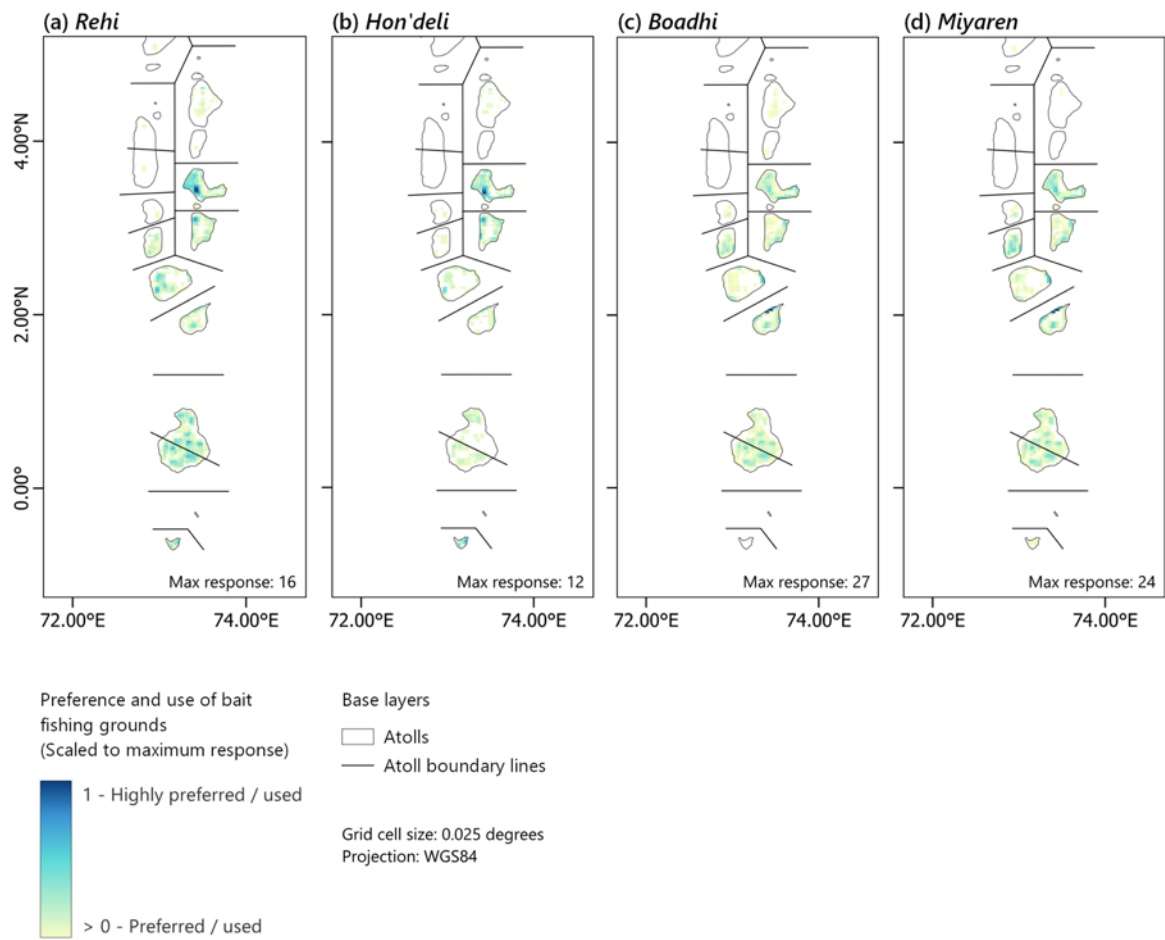 (a) Rehi
(b) Hon'deli
(c) Boadhi
(d) Miyaren
4.00°N
2.00°N
0.00°
Max response: 16
Max response: 12
Max response: 27
Max response: 24
72.00°E
74.00°E
72.00°E
74.00°E
72.00°E
74.00°E
72.00°E
74.00°E
Preference and use of bait
fishing grounds
(Scaled to maximum response)
1 - Highly preferred / used
> 0 - Preferred / used
Base layers
Atolls
Atoll boundary lines
Grid cell size: 0.025 degrees
Projection: WGS84